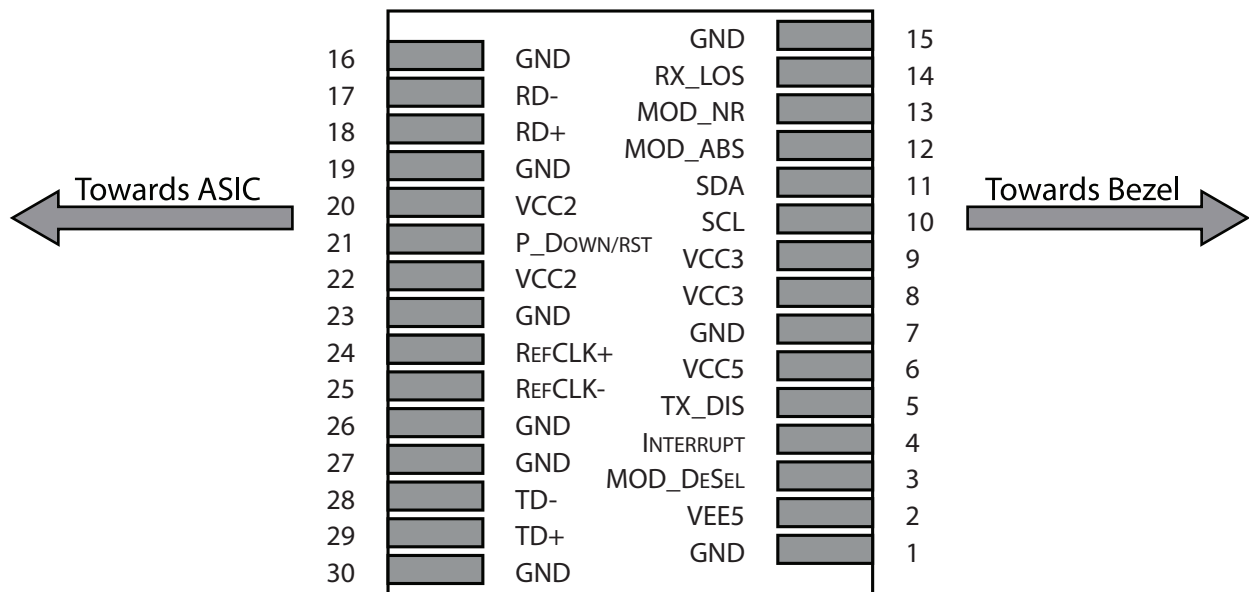 GND 15
16 GND
RX_LOS 14
17 RD-
MOD_NR 13
18 RD+
MOD_ABS 12
19 GND
SDA 11
Towards ASIC
Towards Bezel
20 VCC2
SCL 10
21 P_DOWN/RST
VCC3 9
22 VCC2
VCC3 8
23 GND
GND 7
24 REFCLK+
VCC5 6
25 REFCLK-
TX_DIS 5
26 GND
INTERRUPT 4
27 GND
MOD_DESEL 3
28 TD-
VEE5 2
29 TD+
GND 1
30 GND